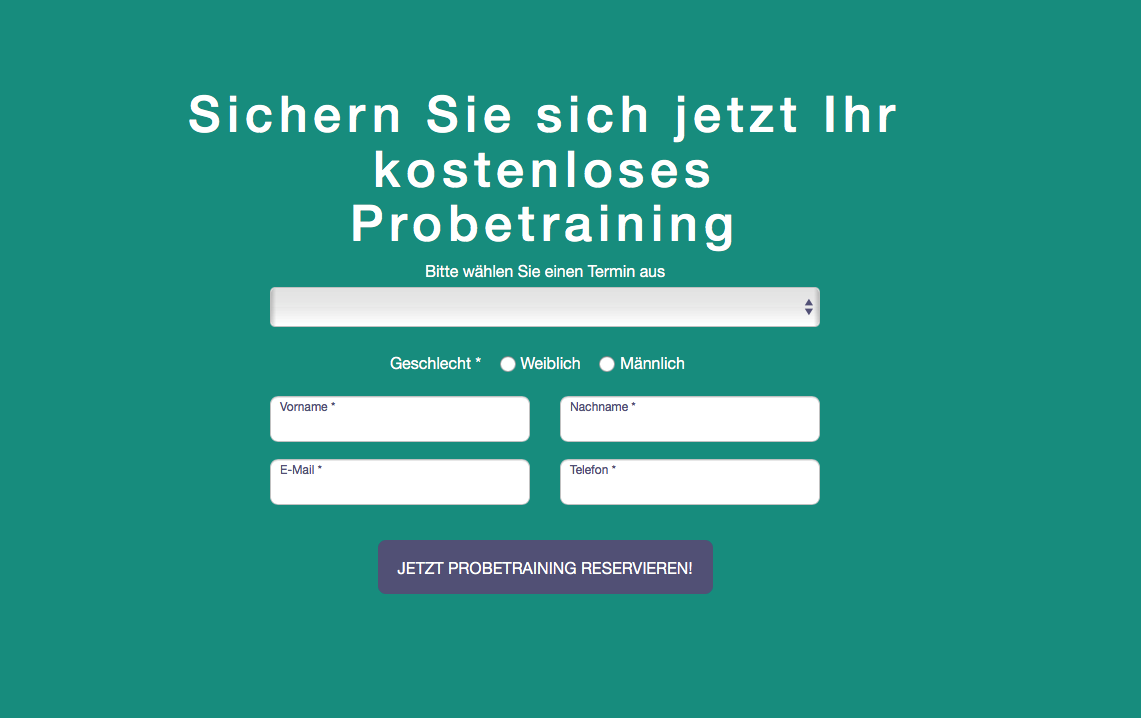 Sichern Sie sich jetzt Ihr
kostenloses
Probetraining
Bitte wählen Sie einen Termin aus
Geschlecht * Weiblich Männlich
Vorname * Nachname *
E-Mail * Telefon *
JETZT PROBETRAINING RESERVIEREN!